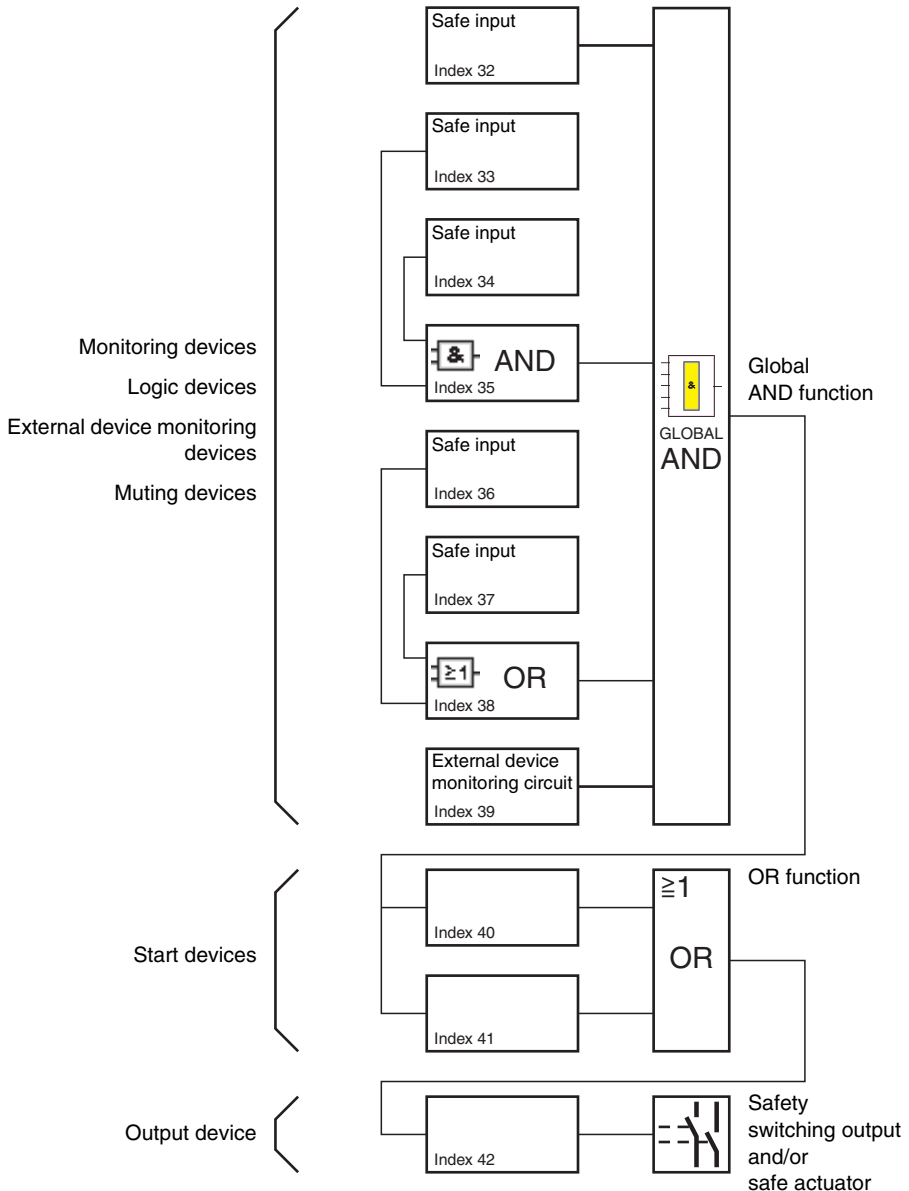 Safe input
Index 32
Safe input
Index 33
Safe input
Index 34
& AND
Index 35
Monitoring devices
Logic devices
External device monitoring
devices
Muting devices
Safe input
Index 36
Safe input
Index 37
≥1 OR
Index 38
External device
monitoring circuit
Index 39
&
GLOBAL
AND
Global
AND function
Start devices
Index 40
Index 41
≧1
OR
OR function
Output device
Index 42
Safety
switching output
and/or
safe actuator